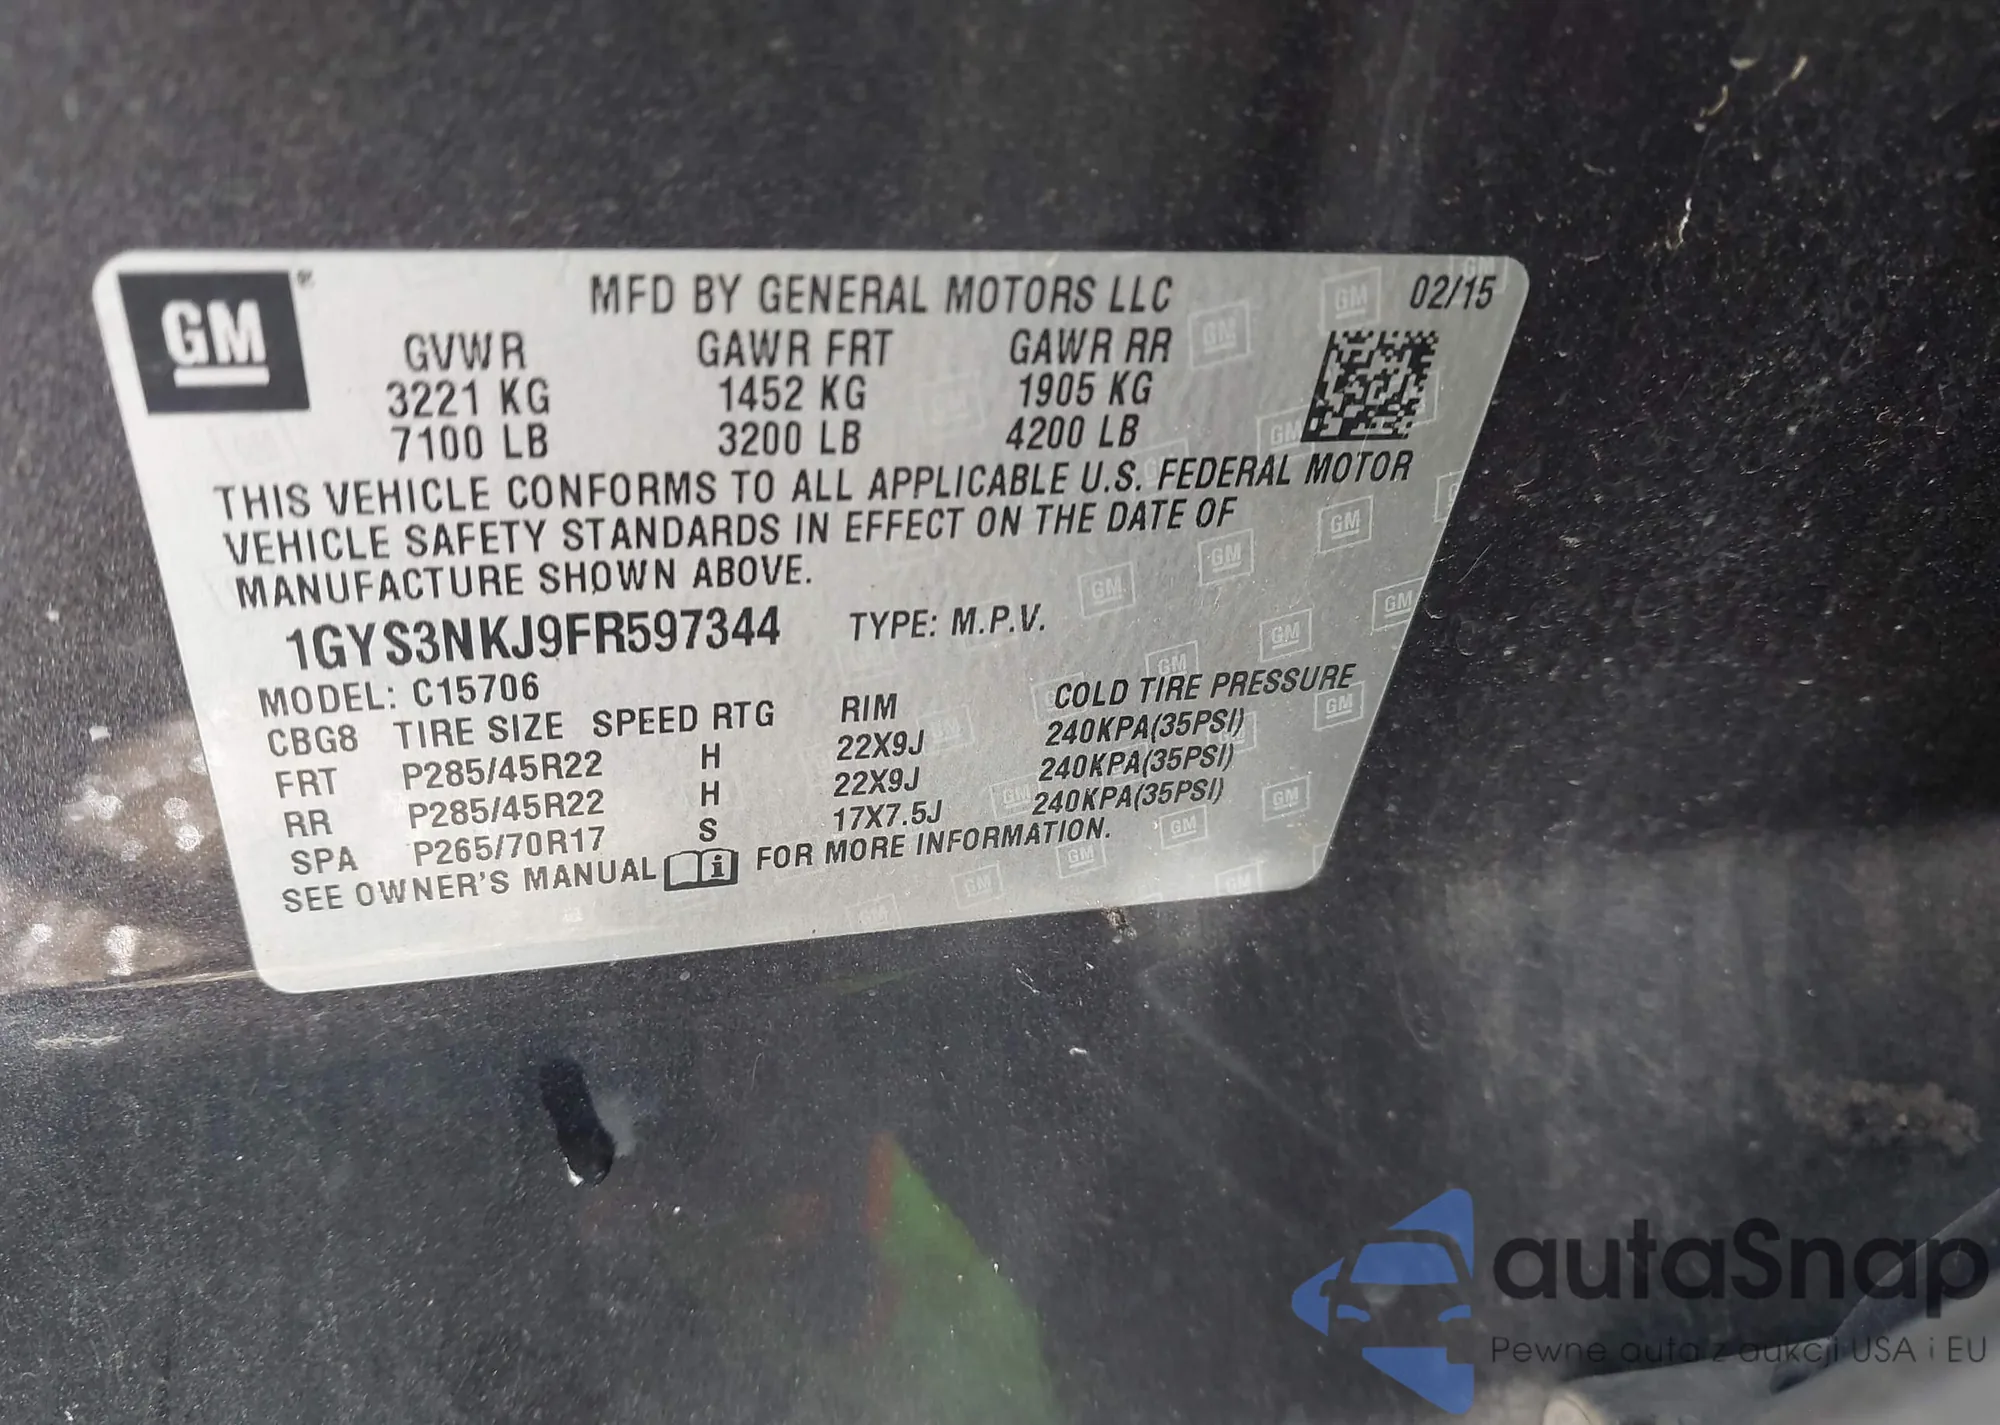 GM®
MFD BY GENERAL MOTORS LLC 02/15
GVWR GAWR FRT GAWR RR
3221 KG 1452 KG 1905 KG
7100 LB 3200 LB 4200 LB
THIS VEHICLE CONFORMS TO ALL APPLICABLE U.S. FEDERAL MOTOR
VEHICLE SAFETY STANDARDS IN EFFECT ON THE DATE OF
MANUFACTURE SHOWN ABOVE.
1GYS3NKJ9FR597344 TYPE: M.P.V.
MODEL: C15706
CBG8 TIRE SIZE SPEED RTG RIM COLD TIRE PRESSURE
FRT P285/45R22 H 22X9J 240KPA(35PSI)
RR P285/45R22 H 22X9J 240KPA(35PSI)
SPA P265/70R17 S 17X7.5J 240KPA(35PSI)
SEE OWNER'S MANUAL FOR MORE INFORMATION.
autaSnap
Pewne auta z aukcji USA i EU